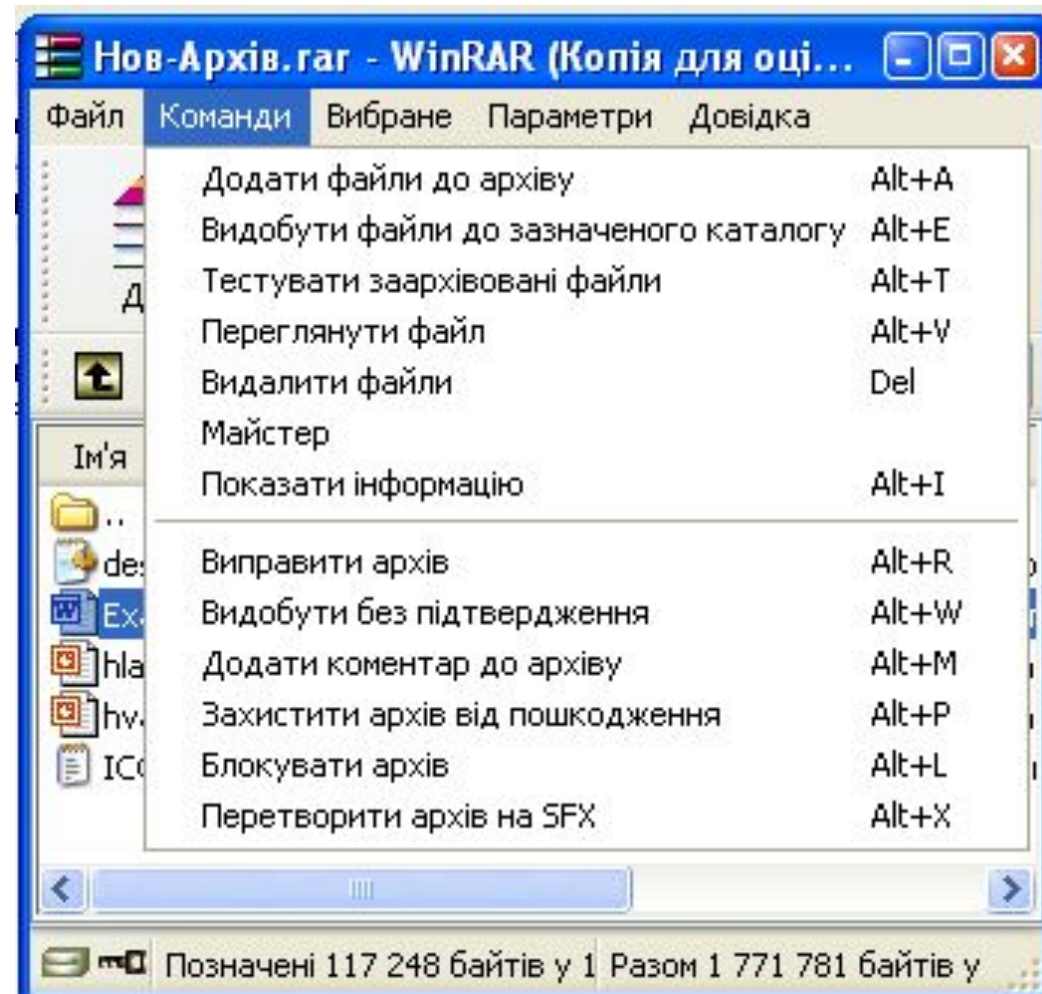 Нов-Архів.rar - WinRAR (Копія для оці...
Файл Команди Вибране Параметри Довідка
Додати файли до архіву Alt+A
Видобути файли до зазначеного каталогу Alt+E
Тестувати заархівовані файли Alt+T
Переглянути файл Alt+V
Видалити файли Del
Майстер
Показати інформацію Alt+I
Ім'я
..
Виправити архів Alt+R
Видобути без підтвердження Alt+W
Додати коментар до архіву Alt+M
Захистити архів від пошкодження Alt+P
Блокувати архів Alt+L
Перетворити архів на SFX Alt+X
Позначені 117 248 байтів у 1 Разом 1 771 781 байтів у